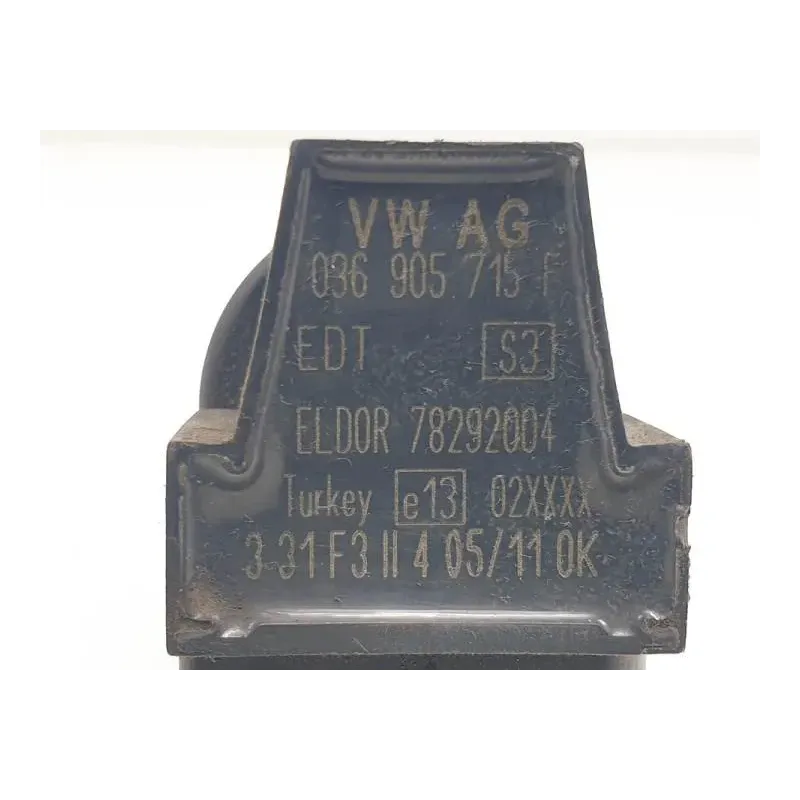 VW AG
036 905 715 F
EDT S3
ELDOR 78292004
Turkey e13 02XXXX
3-31 F3 II 4 05/11 OK